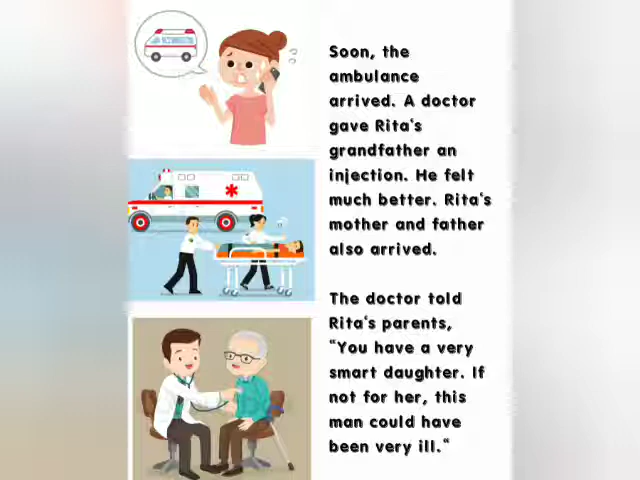 Soon, the
ambulance
arrived. A doctor
gave Rita's
grandfather an
injection. He felt
much better. Rita's
mother and father
also arrived.
The doctor told
Rita's parents,
"You have a very
smart daughter. If
not for her, this
man could have
been very ill."